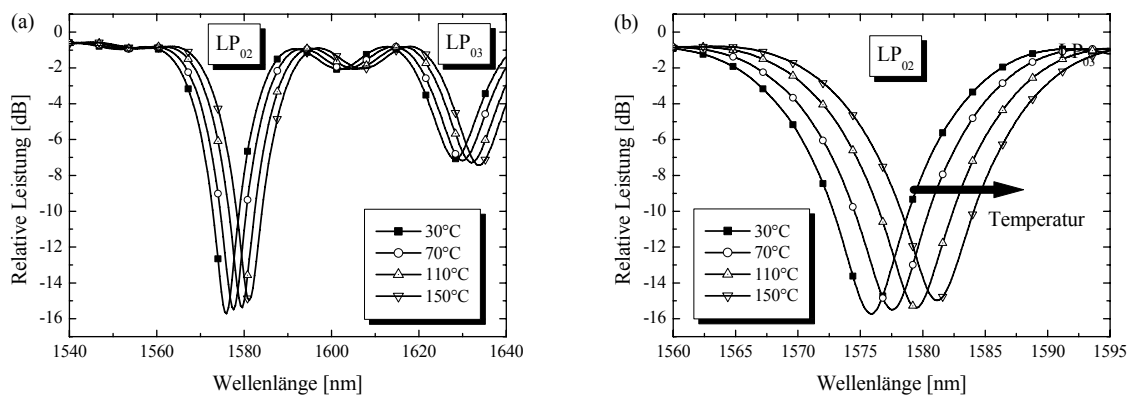 (a)
0
-2
-4
-6
-8
-10
-12
-14
-16
Relative Leistung [dB]
LP02
LP03
30°C
70°C
110°C
150°C
1540 1560 1580 1600 1620 1640
Wellenlänge [nm]
(b)
0
-2
-4
-6
-8
-10
-12
-14
-16
Relative Leistung [dB]
LP02
03
Temperatur
30°C
70°C
110°C
150°C
1560 1565 1570 1575 1580 1585 1590 1595
Wellenlänge [nm]